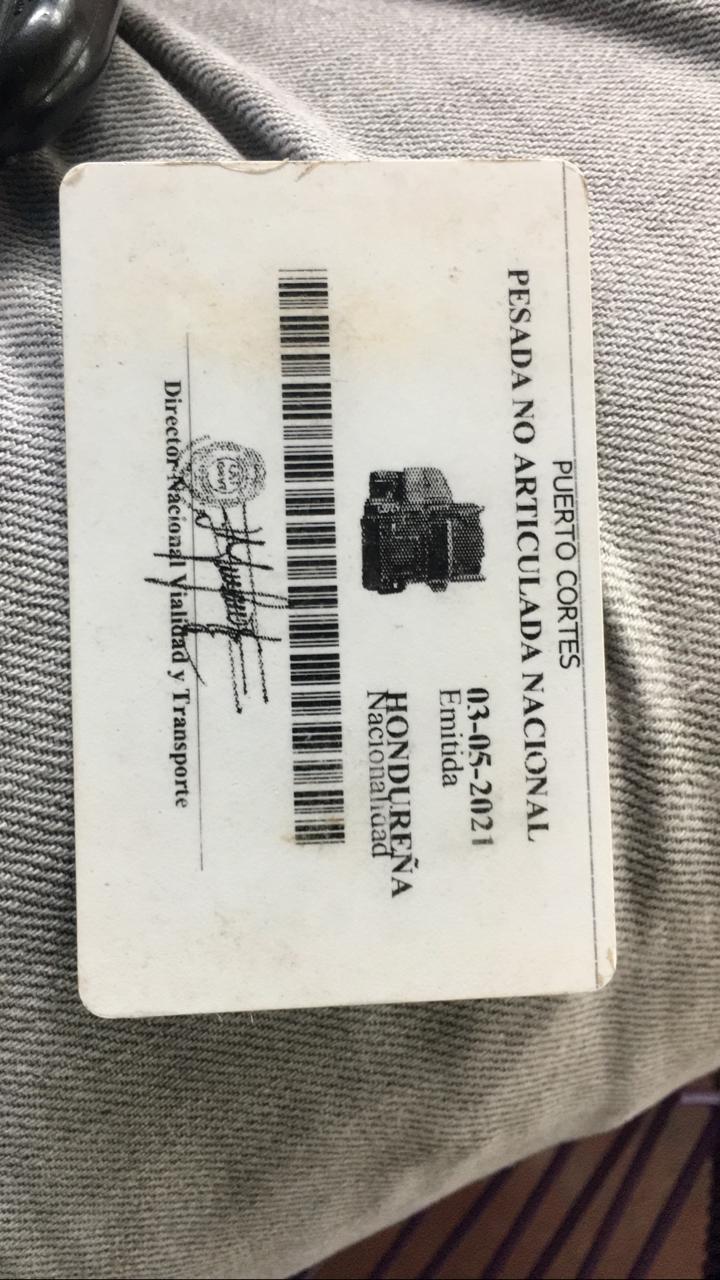 PUERTO CORTES
PESADA NO ARTICULADA NACIONAL
03-05-2021
Emitida
HONDUREÑA
Nacionalidad
Director Nacional Vialidad y Transporte